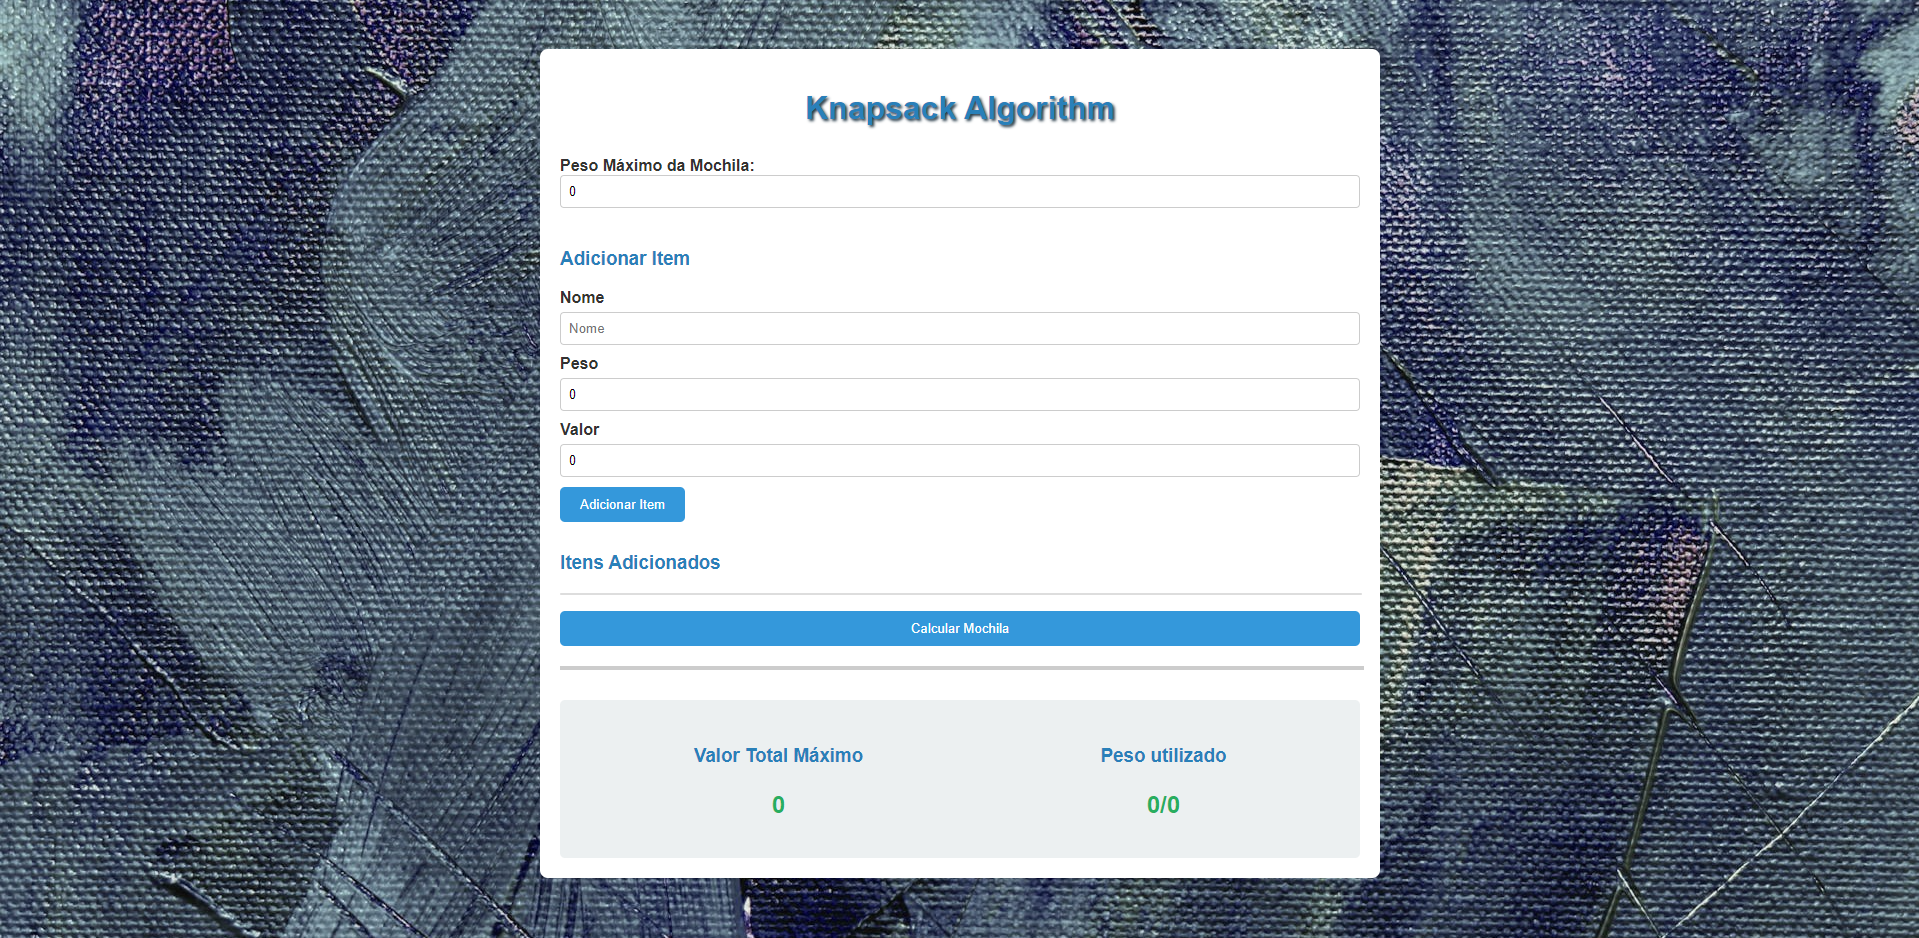 Knapsack Algorithm
Peso Máximo da Mochila:
0
Adicionar Item
Nome
Nome
Peso
0
Valor
0
Adicionar Item
Itens Adicionados
Calcular Mochila
Valor Total Máximo
Peso utilizado
0
0/0